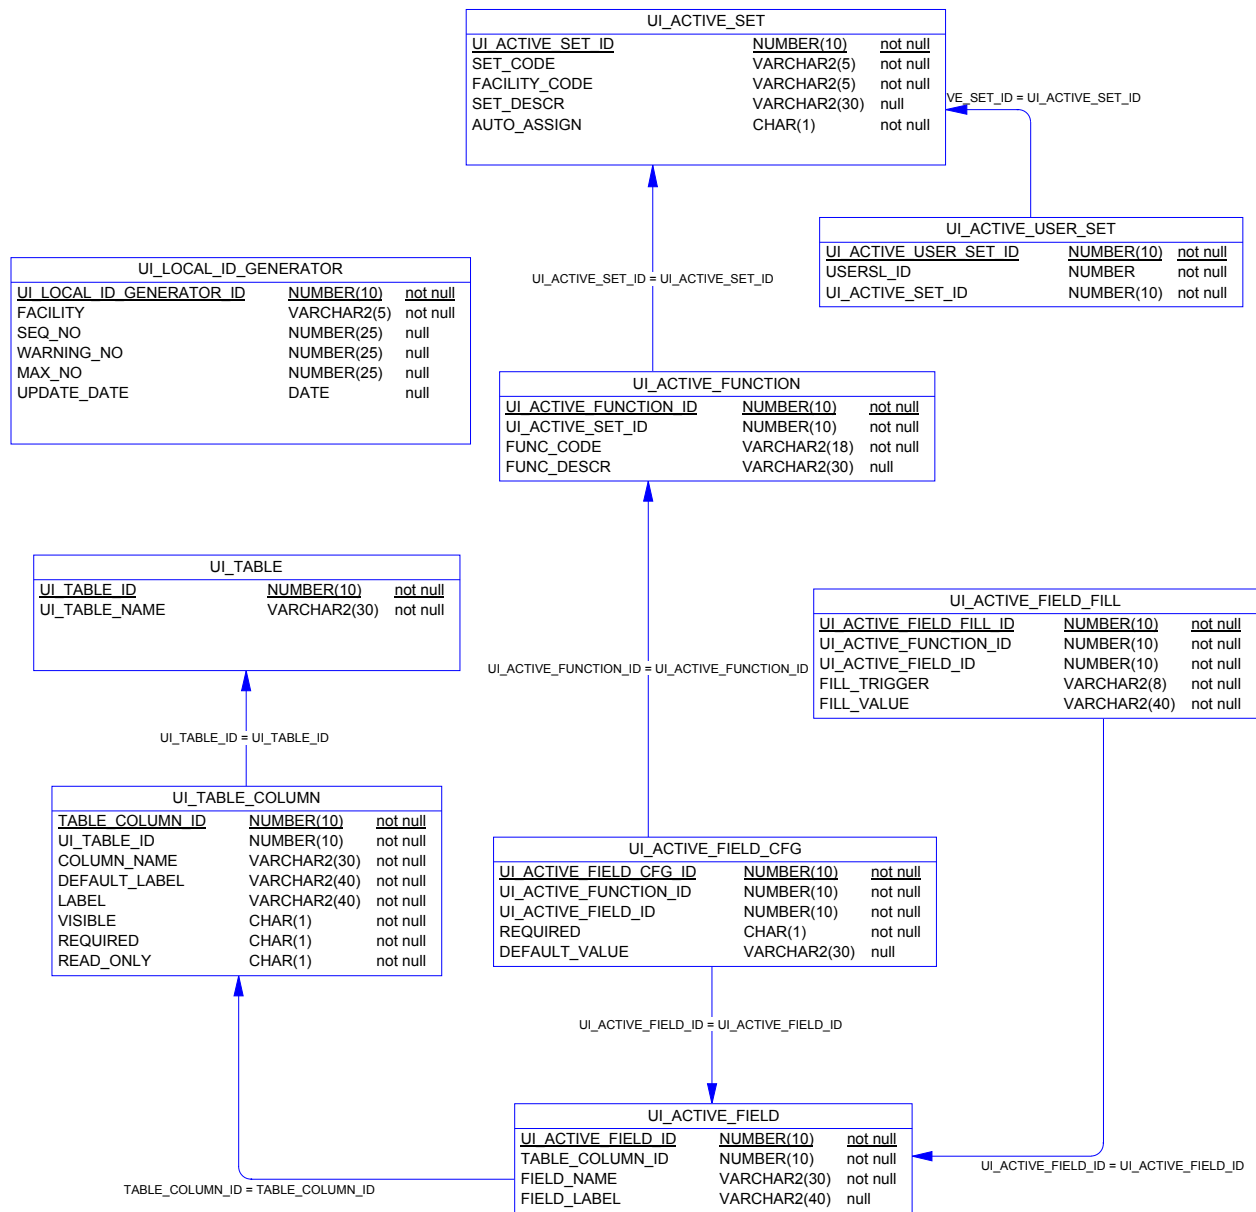 UI_ACTIVE_SET
UI_ACTIVE_SET_ID NUMBER(10) not null
SET_CODE VARCHAR2(5) not null
FACILITY_CODE VARCHAR2(5) not null
SET_DESCR VARCHAR2(30) null
AUTO_ASSIGN CHAR(1) not null
VE_SET_ID = UI_ACTIVE_SET_ID
UI_ACTIVE_USER_SET
UI_ACTIVE_USER_SET_ID NUMBER(10) not null
USERSL_ID NUMBER not null
UI_ACTIVE_SET_ID NUMBER(10) not null
UI_ACTIVE_SET_ID = UI_ACTIVE_SET_ID
UI_LOCAL_ID_GENERATOR
UI_LOCAL_ID_GENERATOR_ID NUMBER(10) not null
FACILITY VARCHAR2(5) not null
SEQ_NO NUMBER(25) null
WARNING_NO NUMBER(25) null
MAX_NO NUMBER(25) null
UPDATE_DATE DATE null
UI_ACTIVE_FUNCTION
UI_ACTIVE_FUNCTION_ID NUMBER(10) not null
UI_ACTIVE_SET_ID NUMBER(10) not null
FUNC_CODE VARCHAR2(18) not null
FUNC_DESCR VARCHAR2(30) null
UI_TABLE
UI_TABLE_ID NUMBER(10) not null
UI_TABLE_NAME VARCHAR2(30) not null
UI_ACTIVE_FIELD_FILL
UI_ACTIVE_FIELD_FILL_ID NUMBER(10) not null
UI_ACTIVE_FUNCTION_ID NUMBER(10) not null
UI_ACTIVE_FIELD_ID NUMBER(10) not null
FILL_TRIGGER VARCHAR2(8) not null
FILL_VALUE VARCHAR2(40) not null
UI_ACTIVE_FUNCTION_ID = UI_ACTIVE_FUNCTION_ID
UI_TABLE_ID = UI_TABLE_ID
UI_TABLE_COLUMN
TABLE_COLUMN_ID NUMBER(10) not null
UI_TABLE_ID NUMBER(10) not null
COLUMN_NAME VARCHAR2(30) not null
DEFAULT_LABEL VARCHAR2(40) not null
LABEL VARCHAR2(40) not null
VISIBLE CHAR(1) not null
REQUIRED CHAR(1) not null
READ_ONLY CHAR(1) not null
UI_ACTIVE_FIELD_CFG
UI_ACTIVE_FIELD_CFG_ID NUMBER(10) not null
UI_ACTIVE_FUNCTION_ID NUMBER(10) not null
UI_ACTIVE_FIELD_ID NUMBER(10) not null
REQUIRED CHAR(1) not null
DEFAULT_VALUE VARCHAR2(30) null
UI_ACTIVE_FIELD_ID = UI_ACTIVE_FIELD_ID
UI_ACTIVE_FIELD
UI_ACTIVE_FIELD_ID NUMBER(10) not null
TABLE_COLUMN_ID NUMBER(10) not null
FIELD_NAME VARCHAR2(30) not null
FIELD_LABEL VARCHAR2(40) null
UI_ACTIVE_FIELD_ID = UI_ACTIVE_FIELD_ID
TABLE_COLUMN_ID = TABLE_COLUMN_ID